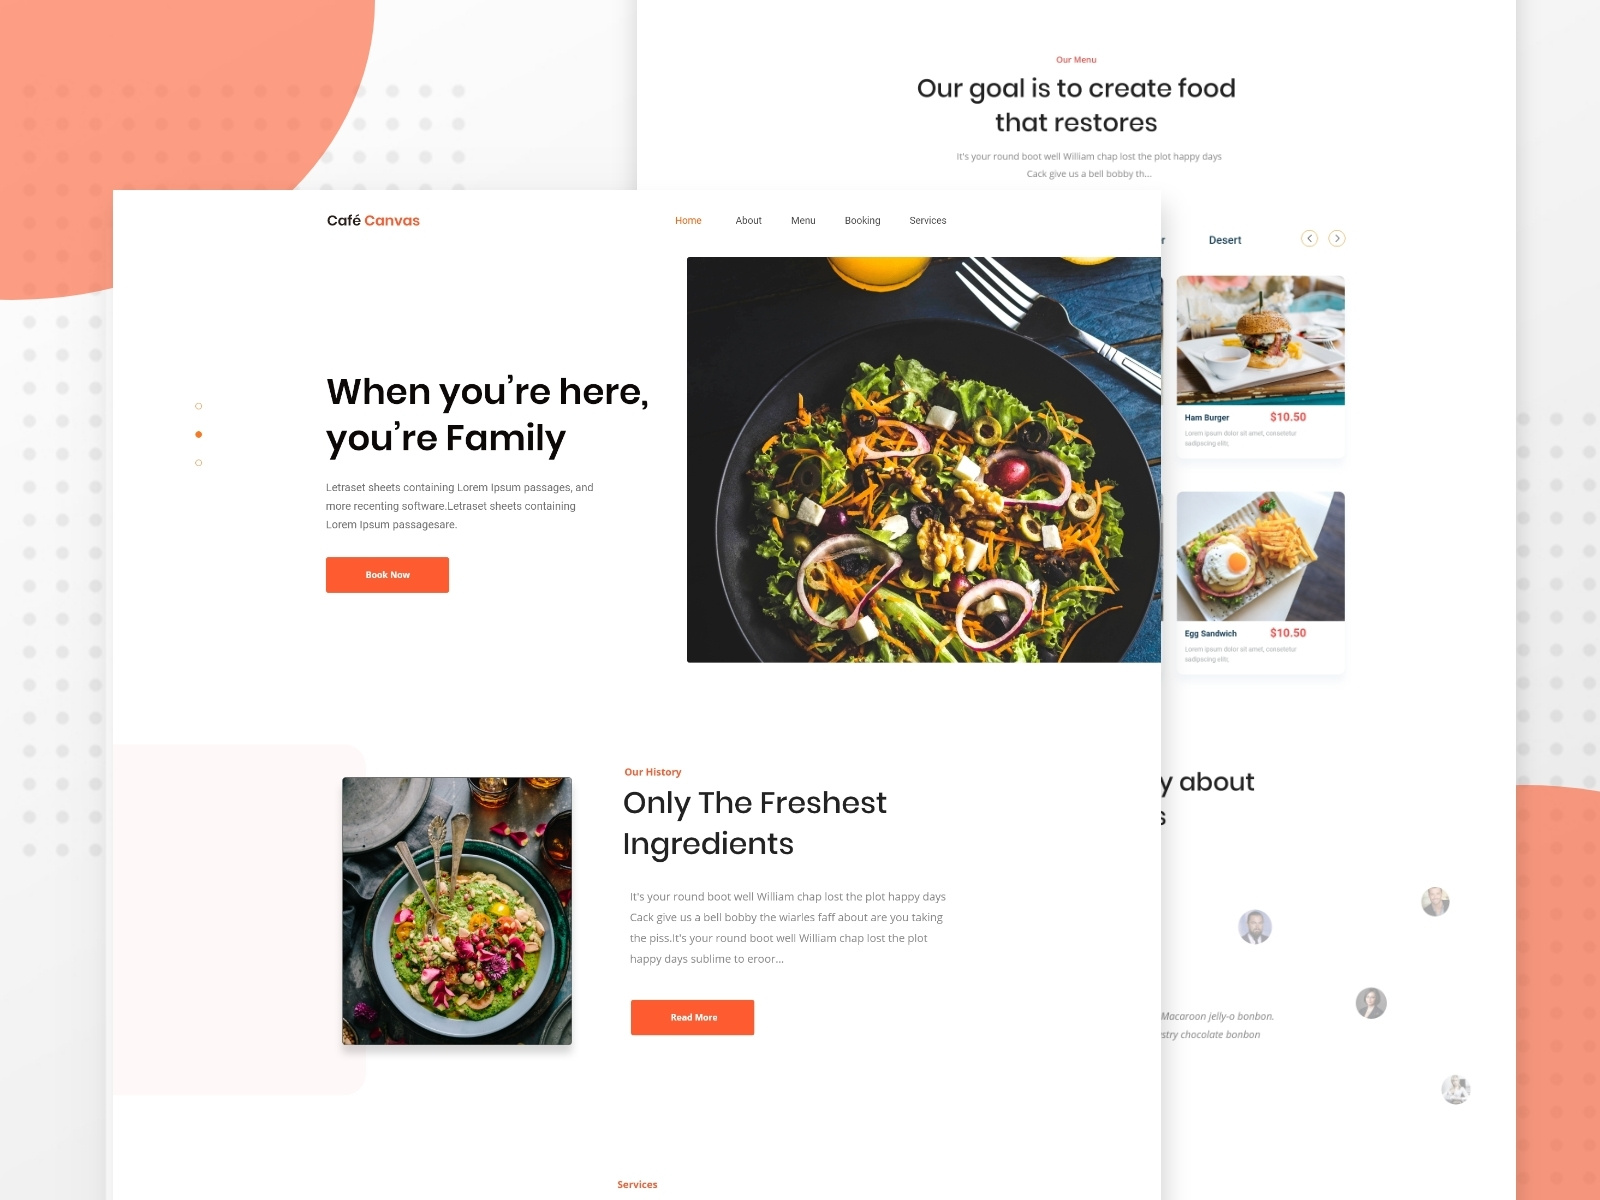 Our Menu
Our goal is to create food
that restores
It's your round boot well William chap lost the plot happy days
Cack give us a bell bobby th...
Café Canvas
Home About Menu Booking Services
Desert
When you're here,
you're Family
Letraset sheets containing Lorem Ipsum passages, and
more recenting software.Letraset sheets containing
Lorem Ipsum passagesare.
Book Now
Ham Burger $10.50
Lorem ipsum dolor sit amet, consetetur
sadipscing elitr,
Egg Sandwich $10.50
Lorem ipsum dolor sit amet, consetetur
sadipscing elitr,
Our History
Only The Freshest
Ingredients
It's your round boot well William chap lost the plot happy days
Cack give us a bell bobby the wiarles faff about are you taking
the piss.It's your round boot well William chap lost the plot
happy days sublime to eroor...
Read More
y about
s
Macaroon jelly-o bonbon.
stry chocolate bonbon
Services